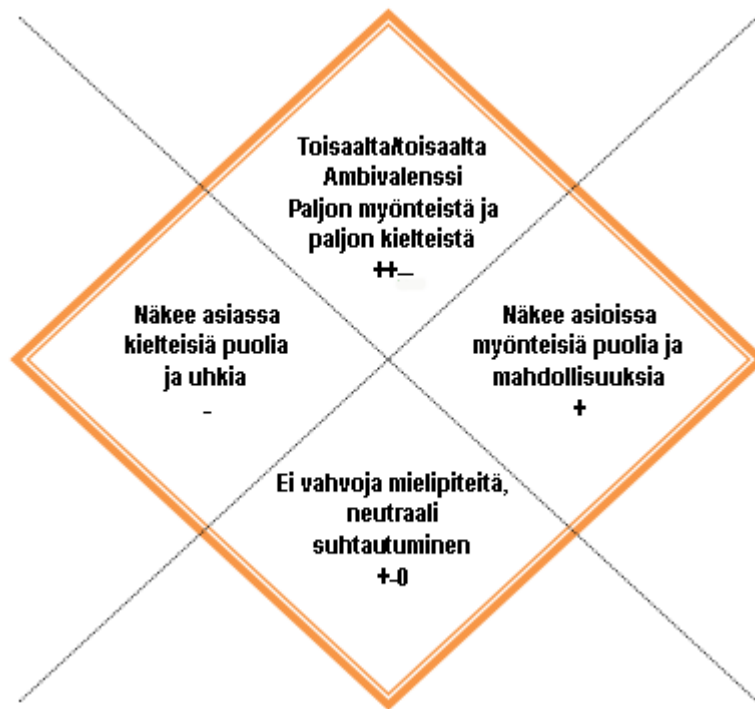 Toisaalta/toisaalta
Ambivalenssi
Paljon myönteistä ja
paljon kielteistä
++--
Näkee asiassa
kielteisiä puolia
ja uhkia
-
Näkee asioissa
myönteisiä puolia ja
mahdollisuuksia
+
Ei vahvoja mielipiteitä,
neutraali
suhtautuminen
+-0